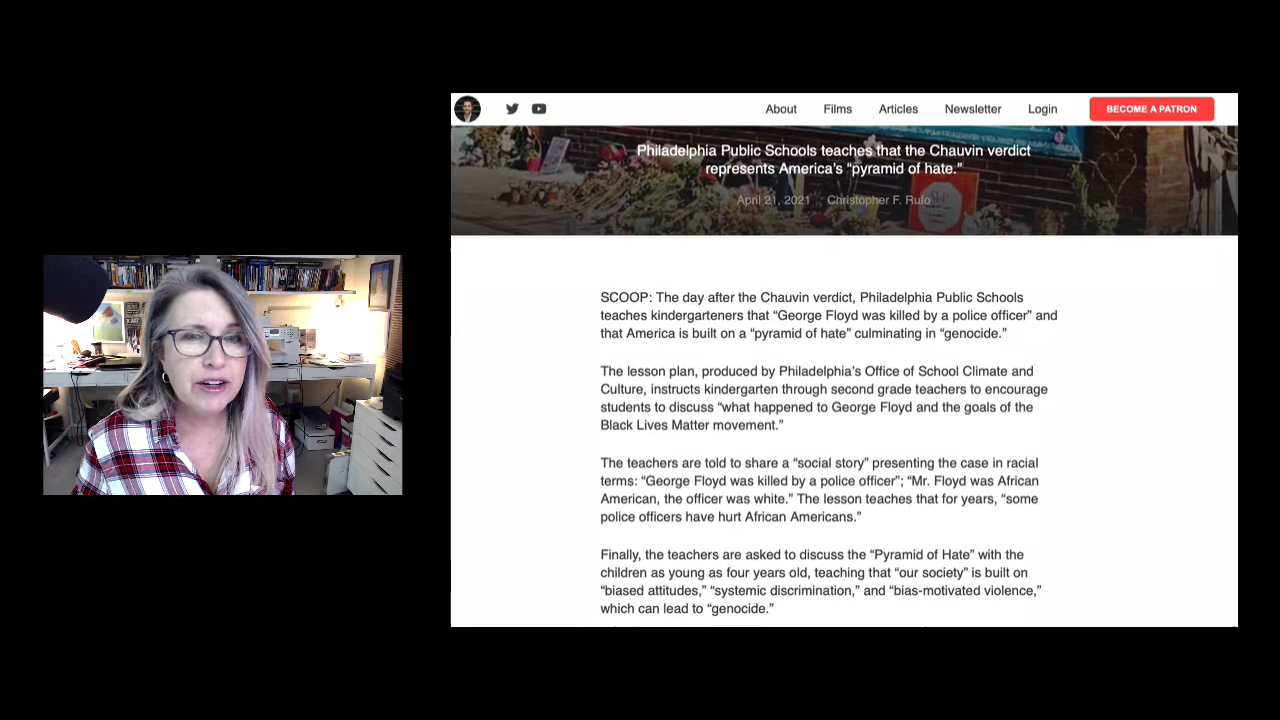 About Films Articles Newsletter Login BECOME A PATRON
Philadelphia Public Schools teaches that the Chauvin verdict
represents America’s “pyramid of hate.”
April 21, 2021 Christopher F. Rufo
SCOOP: The day after the Chauvin verdict, Philadelphia Public Schools
teaches kindergarteners that “George Floyd was killed by a police officer” and
that America is built on a “pyramid of hate” culminating in “genocide.”
The lesson plan, produced by Philadelphia’s Office of School Climate and
Culture, instructs kindergarten through second grade teachers to encourage
students to discuss “what happened to George Floyd and the goals of the
Black Lives Matter movement.”
The teachers are told to share a “social story” presenting the case in racial
terms: “George Floyd was killed by a police officer”; “Mr. Floyd was African
American, the officer was white.” The lesson teaches that for years, “some
police officers have hurt African Americans.”
Finally, the teachers are asked to discuss the “Pyramid of Hate” with the
children as young as four years old, teaching that “our society” is built on
“biased attitudes,” “systemic discrimination,” and “bias-motivated violence,”
which can lead to “genocide.”